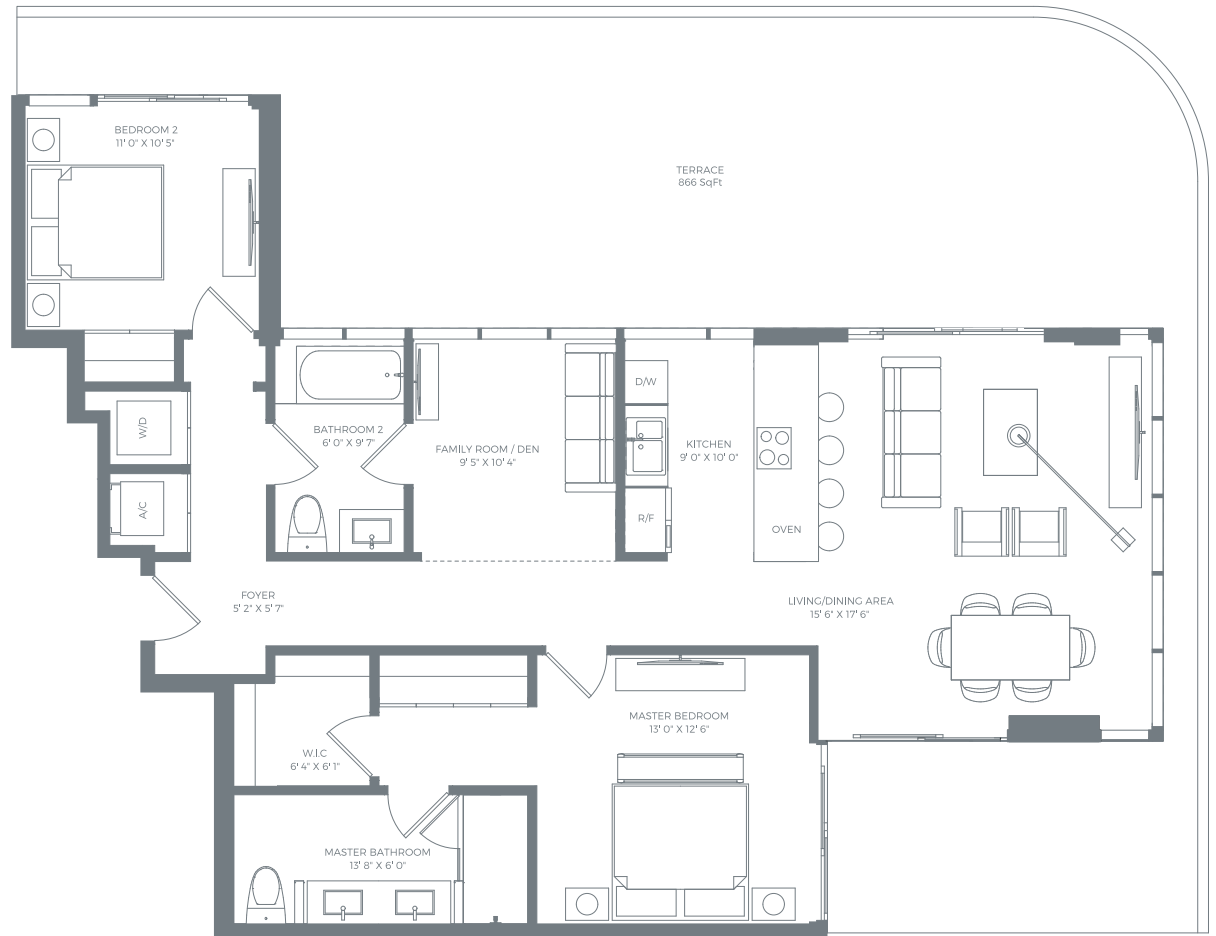 BEDROOM 2
11' 0" X 10' 5"
TERRACE
866 SqFt
D/W
W/D
BATHROOM 2
6' 0" X 9' 7"
FAMILY ROOM / DEN
9' 5" X 10' 4"
KITCHEN
9' 0" X 10' 0"
A/C
R/F
OVEN
FOYER
5' 2" X 5' 7"
LIVING/DINING AREA
15' 6" X 17' 6"
MASTER BEDROOM
13' 0" X 12' 6"
W.I.C
6' 4" X 6' 1"
MASTER BATHROOM
13' 8" X 6' 0"